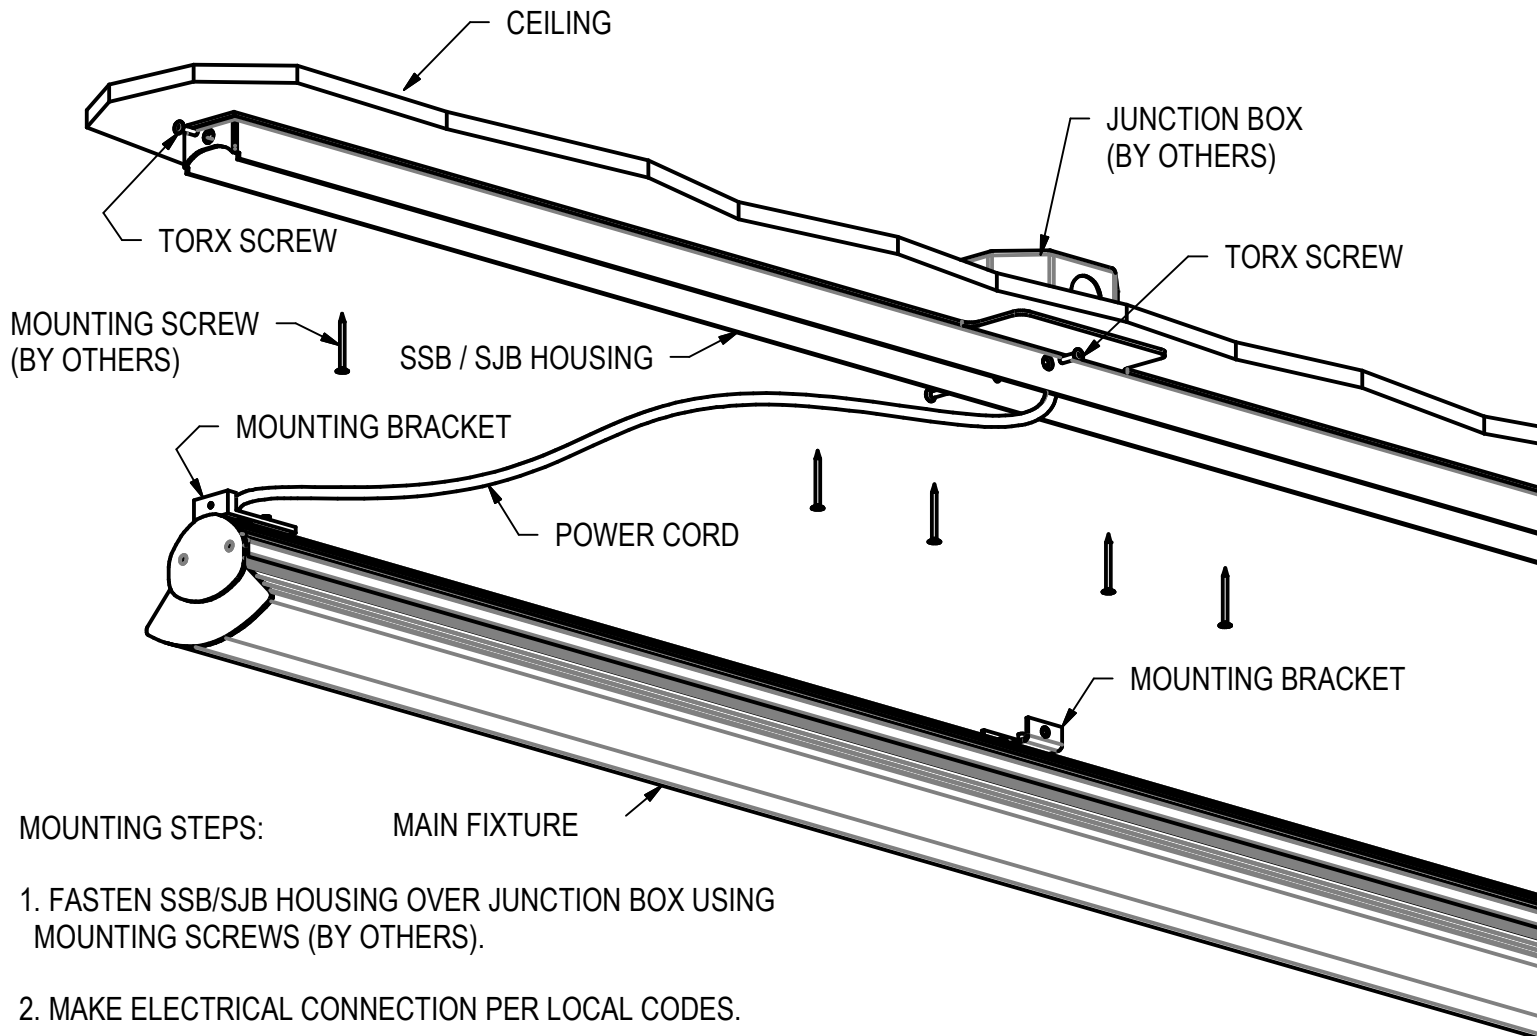 CEILING
JUNCTION BOX
(BY OTHERS)
TORX SCREW
TORX SCREW
MOUNTING SCREW
(BY OTHERS)
SSB / SJB HOUSING
MOUNTING BRACKET
POWER CORD
MOUNTING BRACKET
MOUNTING STEPS:
MAIN FIXTURE
1. FASTEN SSB/SJB HOUSING OVER JUNCTION BOX USING
MOUNTING SCREWS (BY OTHERS).
2. MAKE ELECTRICAL CONNECTION PER LOCAL CODES.